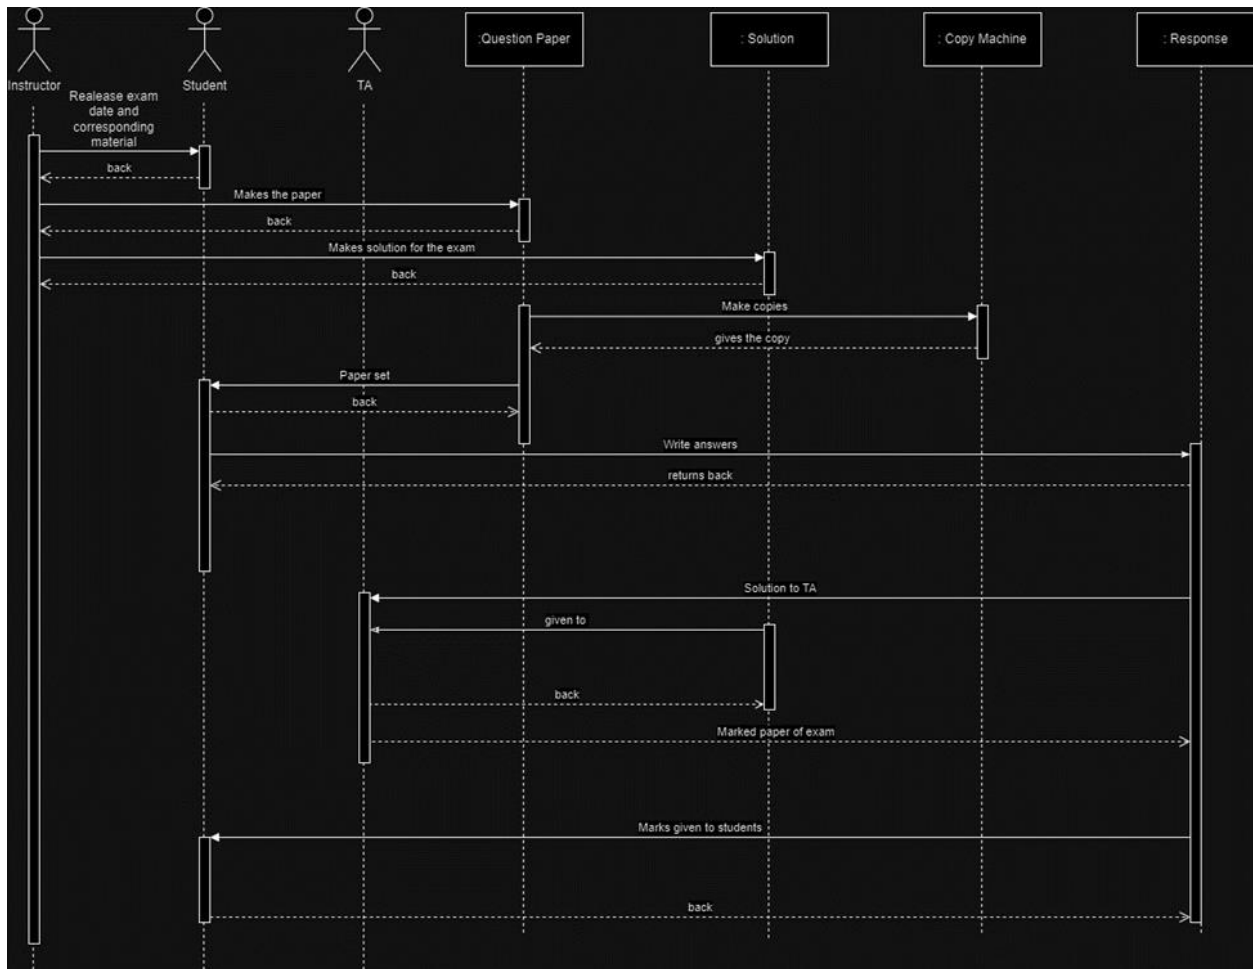 :Question Paper
: Solution
: Copy Machine
: Response
Instructor
Student
TA
Realease exam
date and
corresponding
material
back
Makes the paper
back
Makes solution for the exam
back
Make copies
gives the copy
Paper set
back
Write answers
returns back
Solution to TA
given to
back
Marked paper of exam
Marks given to students
back